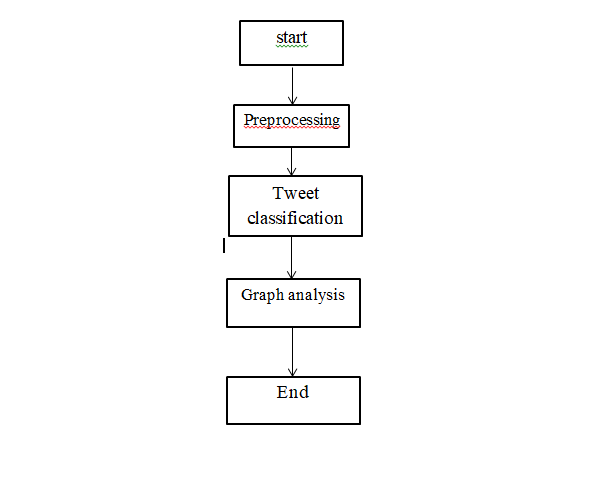 start
Preprocessing
Tweet
classification
Graph analysis
End